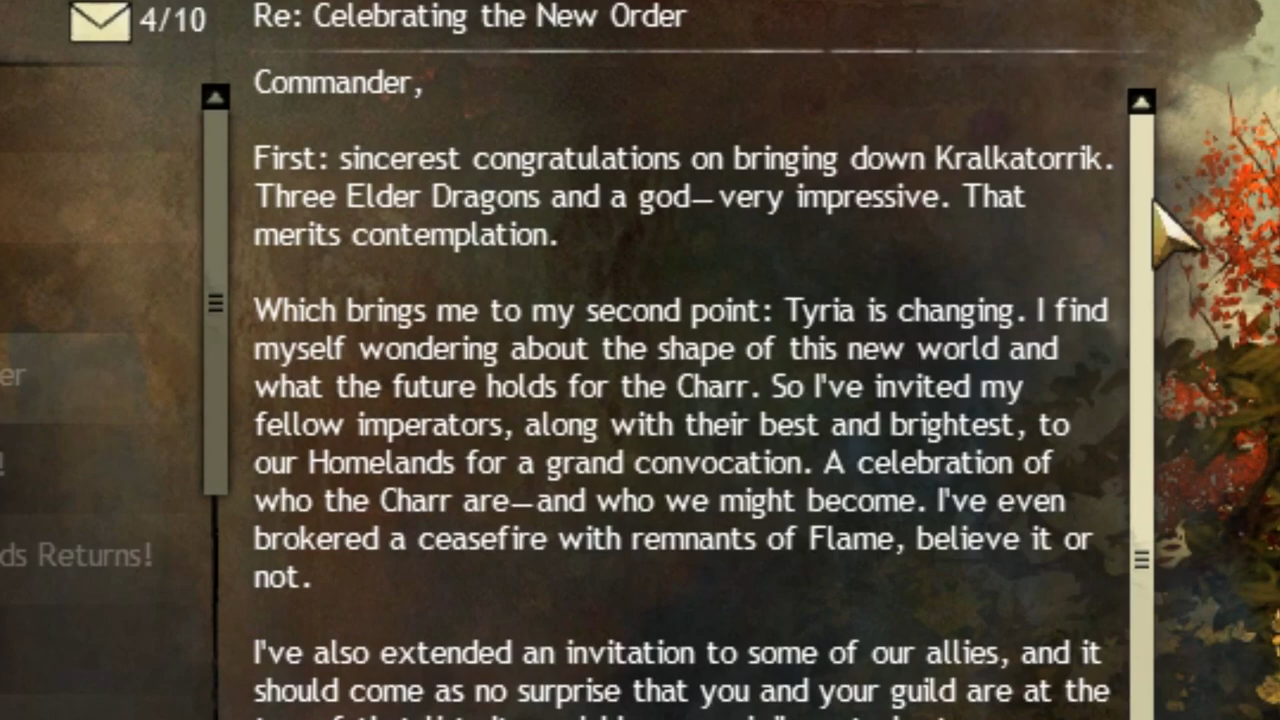 4/10
Re: Celebrating the New Order
Commander,
First: sincerest congratulations on bringing down Kralkatorrik.
Three Elder Dragons and a god—very impressive. That
merits contemplation.
Which brings me to my second point: Tyria is changing. I find
myself wondering about the shape of this new world and
what the future holds for the Charr. So I've invited my
fellow imperators, along with their best and brightest, to
our Homelands for a grand convocation. A celebration of
who the Charr are—and who we might become. I've even
brokered a ceasefire with remnants of Flame, believe it or
not.
I've also extended an invitation to some of our allies, and it
should come as no surprise that you and your guild are at the
er
!
ds Returns!